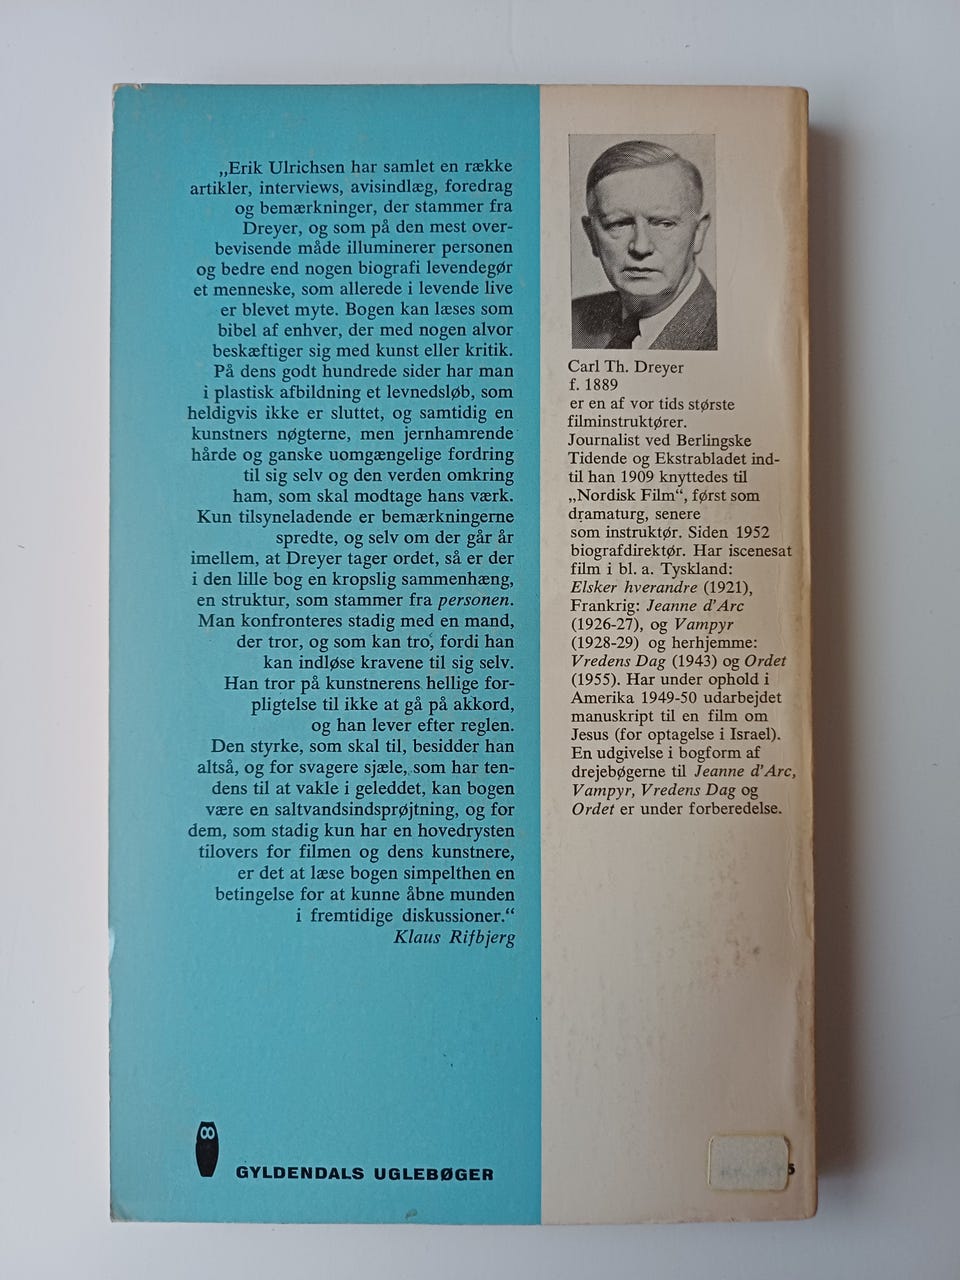 „Erik Ulrichsen har samlet en række
artikler, interviews, avisindlæg, foredrag
og bemærkninger, der stammer fra
Dreyer, og som på den mest over-
bevisende måde illuminerer personen
og bedre end nogen biografi levendegør
et menneske, som allerede i levende live
er blevet myte. Bogen kan læses som
bibel af enhver, der med nogen alvor
beskæftiger sig med kunst eller kritik.
På dens godt hundrede sider har man
i plastisk afbildning et levnedsløb, som
heldigvis ikke er sluttet, og samtidig en
kunstners nøgterne, men jernhamrende
hårde og ganske uomgængelige fordring
til sig selv og den verden omkring
ham, som skal modtage hans værk.
Kun tilsyneladende er bemærkningerne
spredte, og selv om der går år
imellem, at Dreyer tager ordet, så er der
i den lille bog en kropslig sammenhæng,
en struktur, som stammer fra personen.
Man konfronteres stadig med en mand,
der tror, og som kan tro, fordi han
kan indløse kravene til sig selv.
Han tror på kunstnerens hellige for-
pligtelse til ikke at gå på akkord,
og han lever efter reglen.
Den styrke, som skal til, besidder han
altså, og for svagere sjæle, som har ten-
dens til at vakle i geleddet, kan bogen
være en saltvandsindsprøjtning, og for
dem, som stadig kun har en hovedrysten
tilovers for filmen og dens kunstnere,
er det at læse bogen simpelthen en
betingelse for at kunne åbne munden
i fremtidige diskussioner.“
Klaus Rifbjerg
GYLDENDALS UGLEBØGER
Carl Th. Dreyer
f. 1889
er en af vor tids største
filminstruktører.
Journalist ved Berlingske
Tidende og Ekstrabladet ind-
til han 1909 knyttedes til
„Nordisk Film“, først som
dramaturg, senere
som instruktør. Siden 1952
biografdirektør. Har iscenesat
film i bl. a. Tyskland:
Elsker hverandre (1921),
Frankrig: Jeanne d'Arc
(1926-27), og Vampyr
(1928-29) og herhjemme:
Vredens Dag (1943) og Ordet
(1955). Har under ophold i
Amerika 1949-50 udarbejdet
manuskript til en film om
Jesus (for optagelse i Israel).
En udgivelse i bogform af
drejebøgerne til Jeanne d'Arc,
Vampyr, Vredens Dag og
Ordet er under forberedelse.